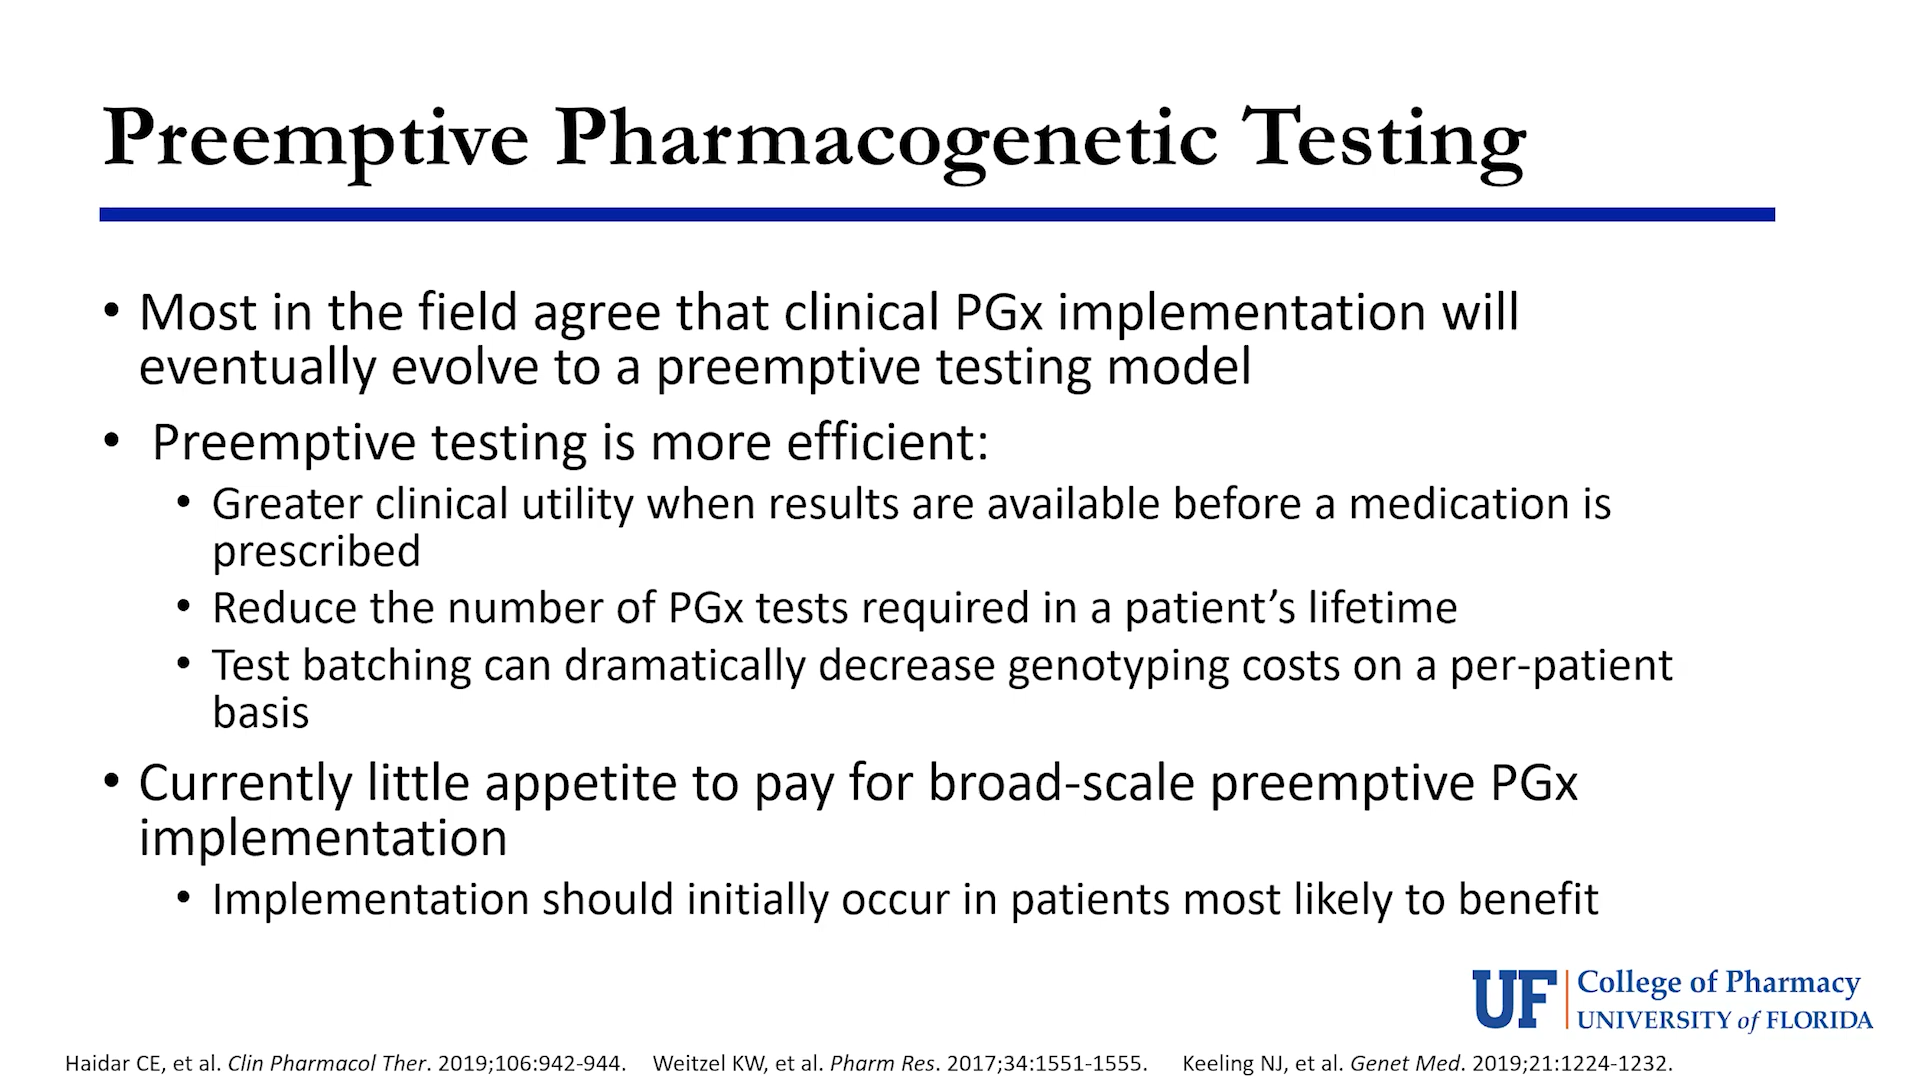 Preemptive Pharmacogenetic Testing
• Most in the field agree that clinical PGx implementation will
eventually evolve to a preemptive testing model
• Preemptive testing is more efficient:
• Greater clinical utility when results are available before a medication is
prescribed
• Reduce the number of PGx tests required in a patient’s lifetime
• Test batching can dramatically decrease genotyping costs on a per-patient
basis
• Currently little appetite to pay for broad-scale preemptive PGx
implementation
• Implementation should initially occur in patients most likely to benefit
UF College of Pharmacy
UNIVERSITY of FLORIDA
Haidar CE, et al. Clin Pharmacol Ther. 2019;106:942-944. Weitzel KW, et al. Pharm Res. 2017;34:1551-1555. Keeling NJ, et al. Genet Med. 2019;21:1224-1232.